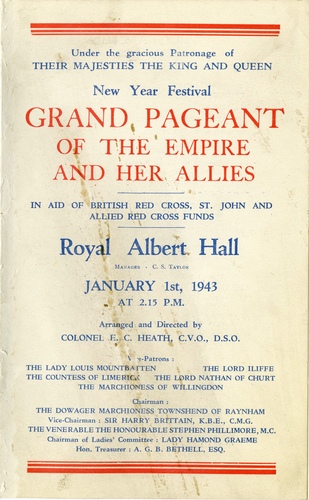 Under the gracious Patronage of
THEIR MAJESTIES THE KING AND QUEEN
New Year Festival
GRAND PAGEANT
OF THE EMPIRE
AND HER ALLIES
IN AID OF BRITISH RED CROSS, ST. JOHN AND
ALLIED RED CROSS FUNDS
Royal Albert Hall
Manager - C. S. Taylor
JANUARY 1st, 1943
AT 2.15 P.M.
Arranged and Directed by
COLONEL E. C. HEATH, C.V.O., D.S.O.
-Patrons :
THE LADY LOUIS MOUNTBATTEN THE LORD ILIFFE
THE COUNTESS OF LIMERICK THE LORD NATHAN OF CHURT
THE MARCHIONESS OF WILLINGDON
Chairman :
THE DOWAGER MARCHIONESS TOWNSHEND OF RAYNHAM
Vice-Chairman : SIR HARRY BRITTAIN, K.B.E., C.M.G.
THE VENERABLE THE HONOURABLE STEPHEN PHILLIMORE, M.C.
Chairman of Ladies' Committee : LADY HAMOND GRAEME
Hon. Treasurer : A. G. B. BETHELL, ESQ.